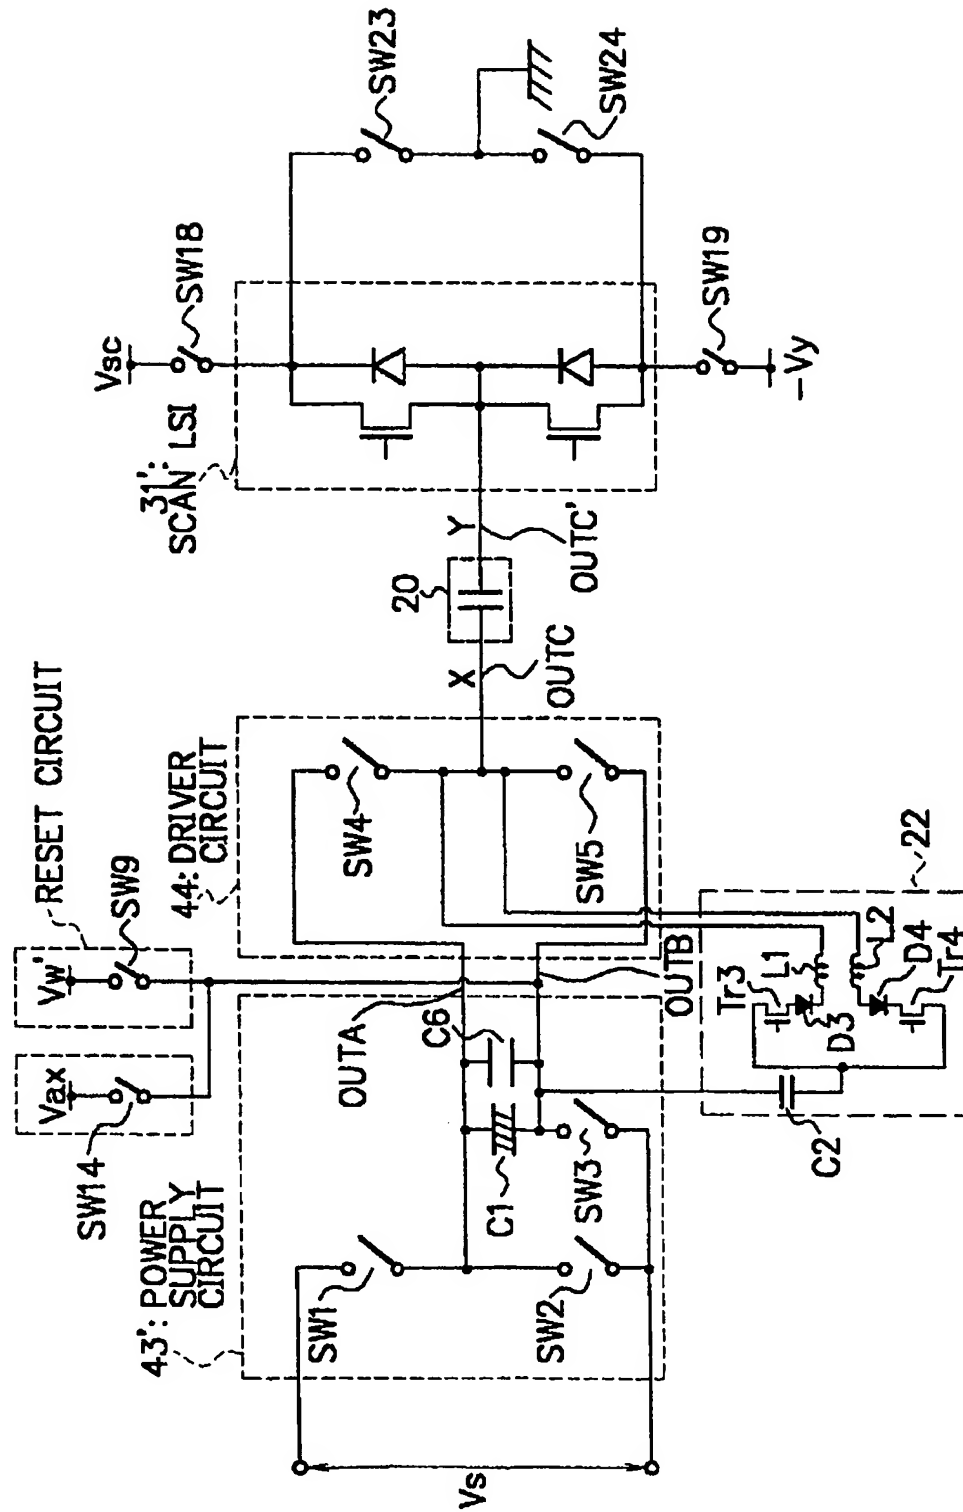 RESET CIRCUIT
Vw'
SW9
Vax
SW14
43': POWER
SUPPLY
CIRCUIT
44: DRIVER
CIRCUIT
31':
SCAN LSI
Vsc
SW18
SW23
SW24
SW19
-Vy
20
X
Y
OUTC
OUTC'
SW4
SW5
OUTA
OUTB
C6
C1
SW1
SW2
SW3
Vs
C2
Tr3
L1
D3
L2
D4
Tr4
22